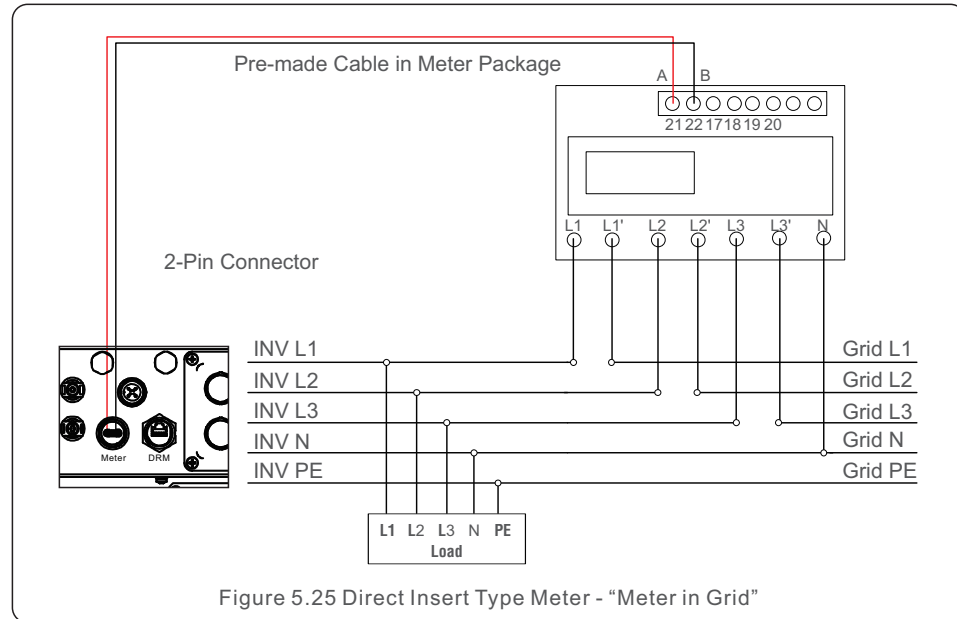 Pre-made Cable in Meter Package
A B
21 22 17 18 19 20
L1 L1' L2 L2' L3 L3' N
2-Pin Connector
INV L1 Grid L1
INV L2 Grid L2
INV L3 Grid L3
INV N Grid N
INV PE Grid PE
Meter DRM
L1 L2 L3 N PE
Load
Figure 5.25 Direct Insert Type Meter - “Meter in Grid”